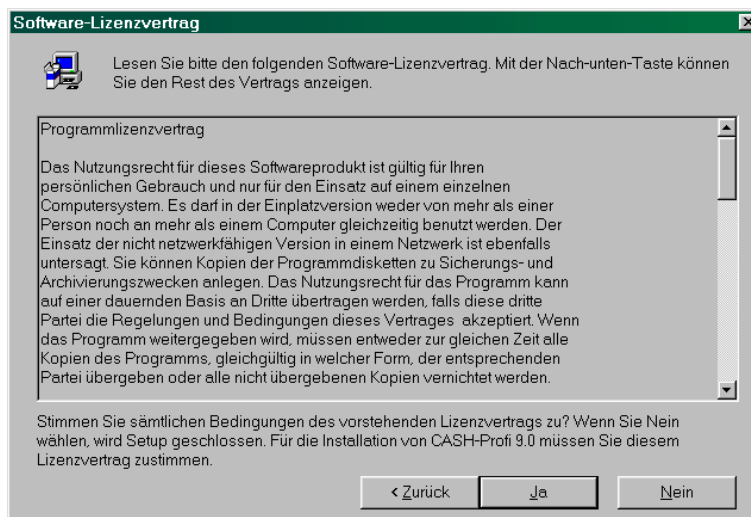 Software-Lizenzvertrag
Lesen Sie bitte den folgenden Software-Lizenzvertrag. Mit der Nach-unten-Taste können
Sie den Rest des Vertrags anzeigen.
Programmlizenzvertrag
Das Nutzungsrecht für dieses Softwareprodukt ist gültig für Ihren
persönlichen Gebrauch und nur für den Einsatz auf einem einzelnen
Computersystem. Es darf in der Einplatzversion weder von mehr als einer
Person noch an mehr als einem Computer gleichzeitig benutzt werden. Der
Einsatz der nicht netzwerkfähigen Version in einem Netzwerk ist ebenfalls
untersagt. Sie können Kopien der Programmdisketten zu Sicherungs- und
Archivierungszwecken anlegen. Das Nutzungsrecht für das Programm kann
auf einer dauernden Basis an Dritte übertragen werden, falls diese dritte
Partei die Regelungen und Bedingungen dieses Vertrages  akzeptiert. Wenn
das Programm weitergegeben wird, müssen entweder zur gleichen Zeit alle
Kopien des Programms, gleichgültig in welcher Form, der entsprechenden
Partei übergeben oder alle nicht übergebenen Kopien vernichtet werden.
Stimmen Sie sämtlichen Bedingungen des vorstehenden Lizenzvertrags zu? Wenn Sie Nein
wählen, wird Setup geschlossen. Für die Installation von CASH-Profi 9.0 müssen Sie diesem
Lizenzvertrag zustimmen.
< Zurück
Ja
Nein